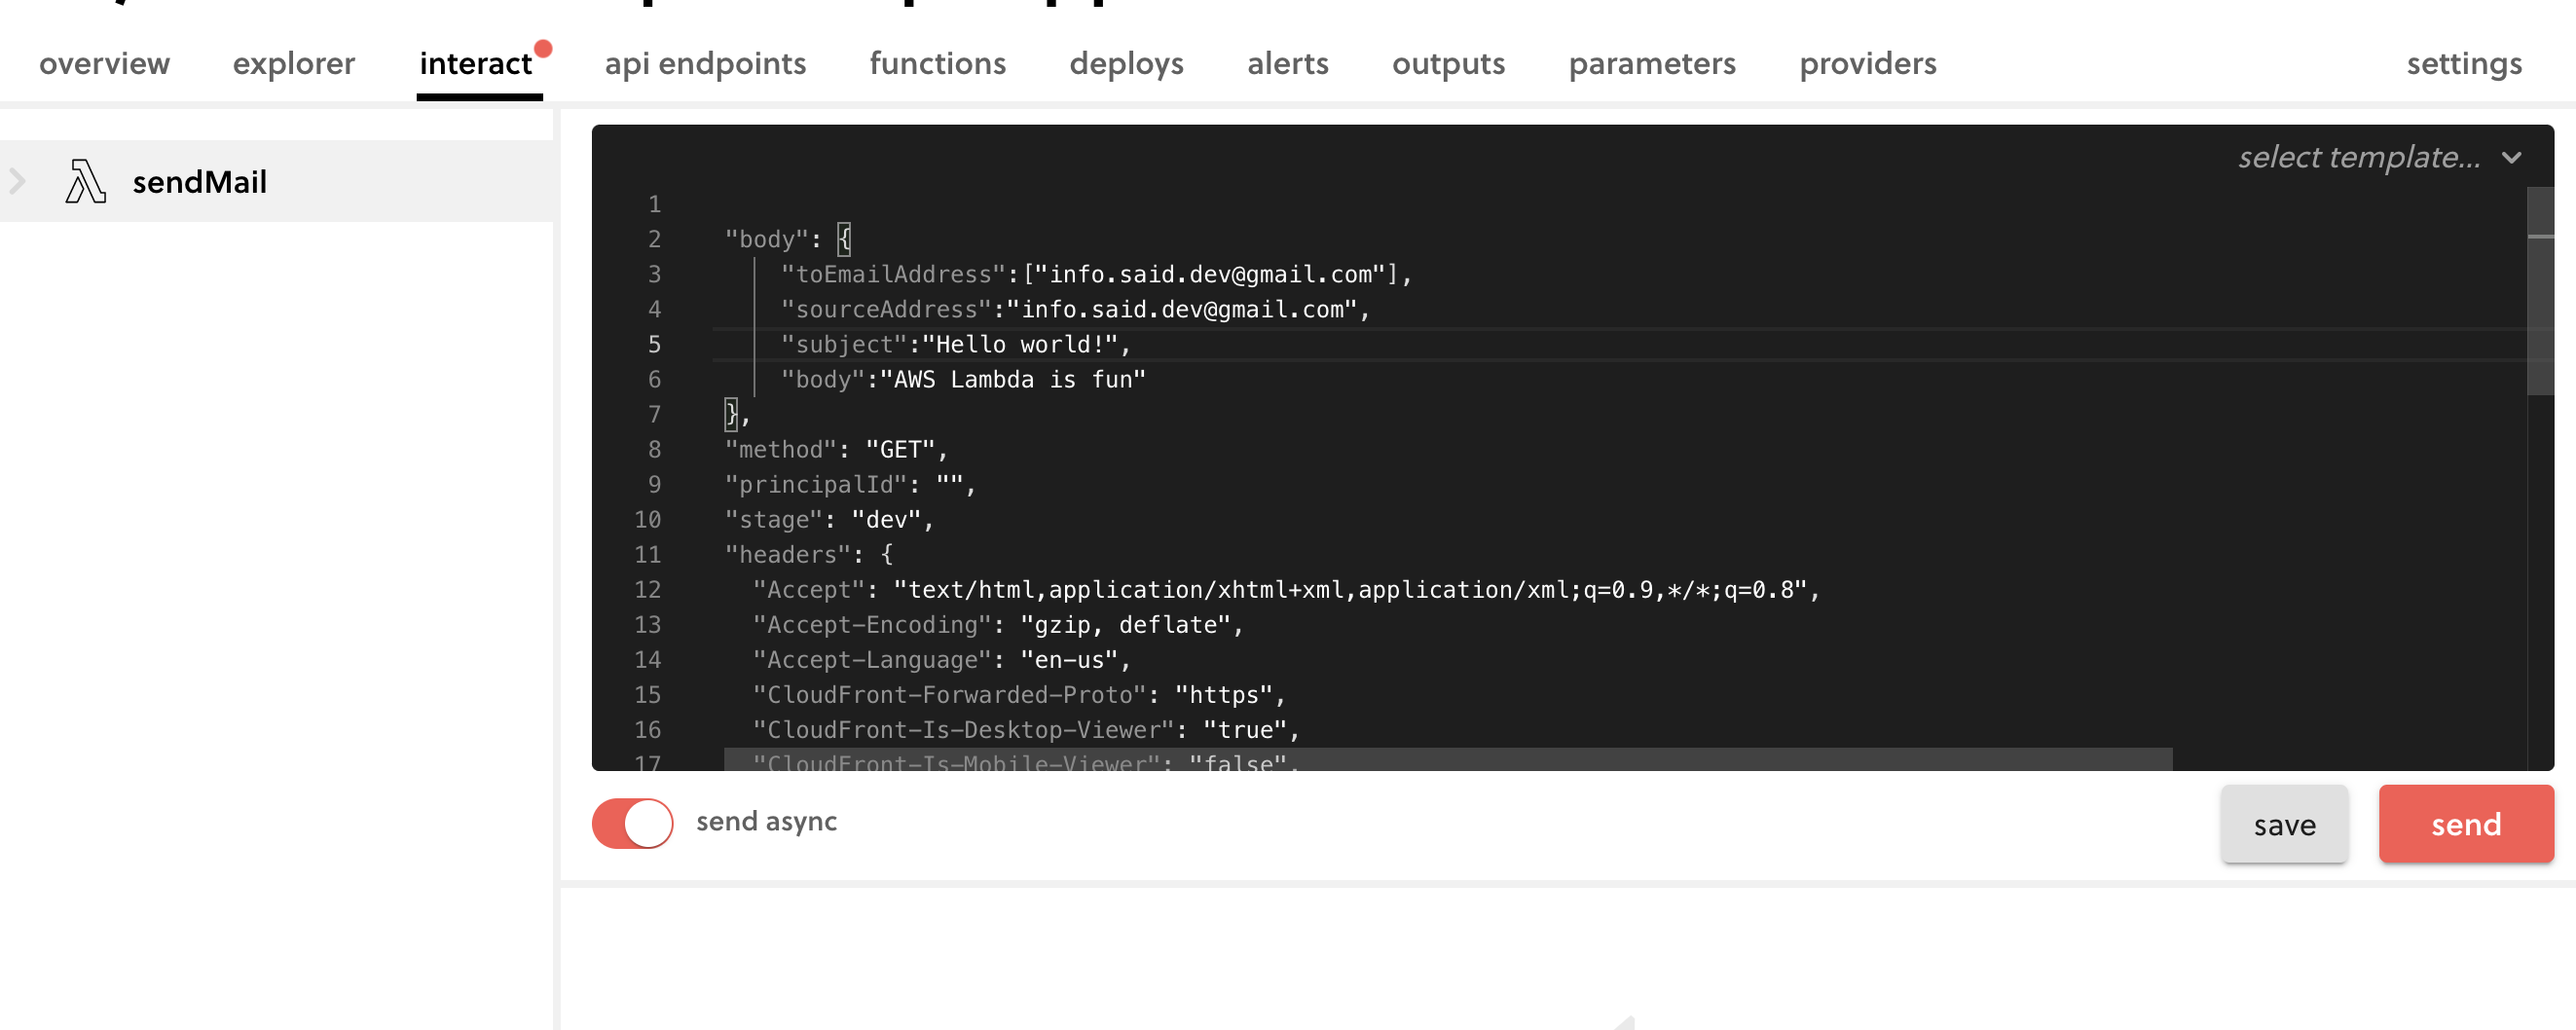 overview explorer interact api endpoints functions deploys alerts outputs parameters providers settings
sendMail
select template...
1
2 "body": {
3 "toEmailAddress":["info.said.dev@gmail.com"],
4 "sourceAddress":"info.said.dev@gmail.com",
5 "subject":"Hello world!",
6 "body":"AWS Lambda is fun"
7 },
8 "method": "GET",
9 "principalId": "",
10 "stage": "dev",
11 "headers": {
12 "Accept": "text/html,application/xhtml+xml,application/xml;q=0.9,*/*;q=0.8",
13 "Accept-Encoding": "gzip, deflate",
14 "Accept-Language": "en-us",
15 "CloudFront-Forwarded-Proto": "https",
16 "CloudFront-Is-Desktop-Viewer": "true",
17 "CloudFront-Is-Mobile-Viewer": "false",
send async
save
send